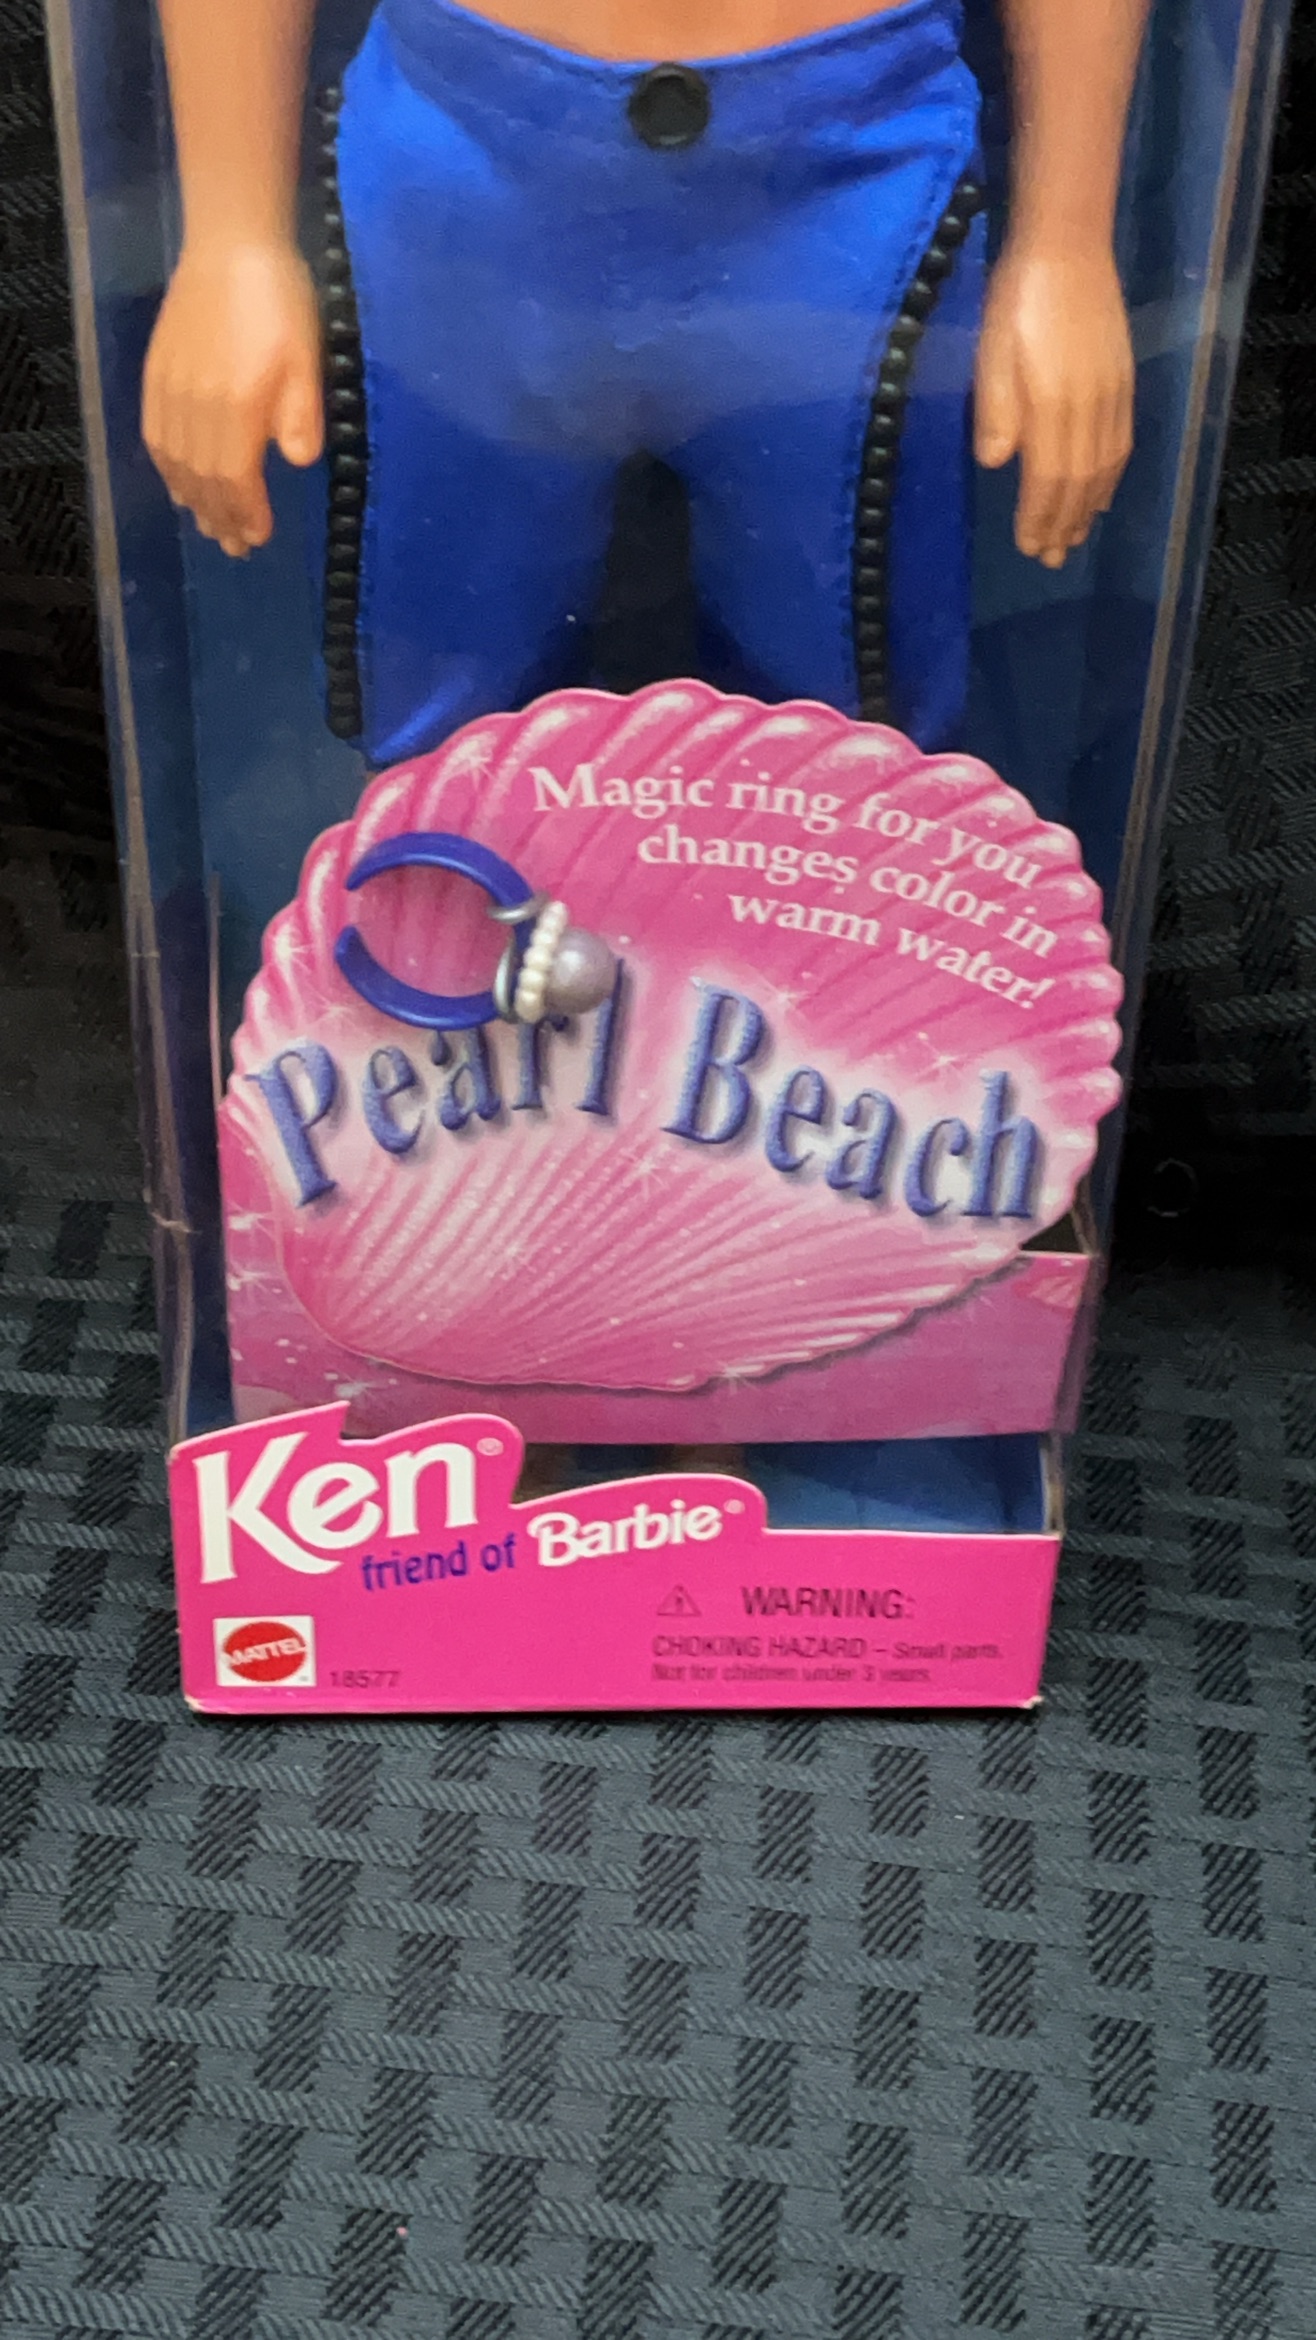 Magic ring for you
changes color in
warm water!
Pearl Beach
Ken®
friend of Barbie®
⚠ WARNING:
CHOKING HAZARD – Small parts.
Not for children under 3 years.
MATTEL
18577